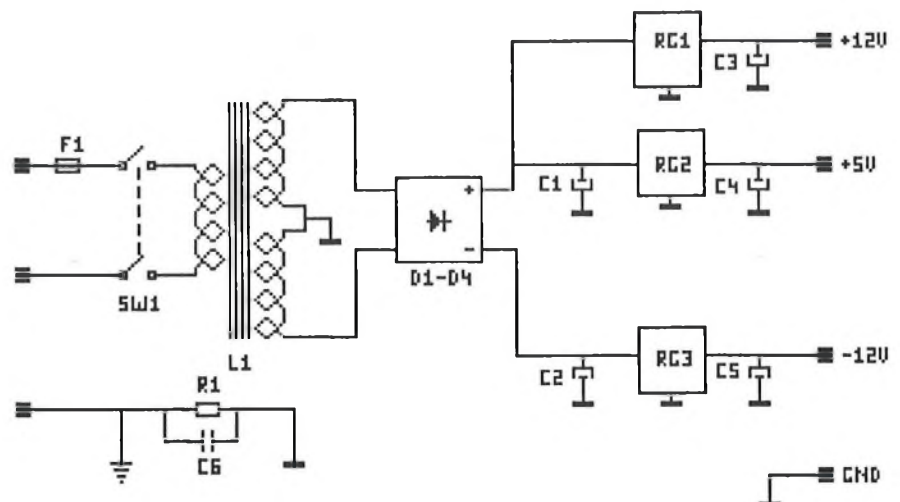 RG1
+12V
C3
F1
RG2
+5V
C1
C4
+
-
D1-D4
SW1
L1
RG3
-12V
C2
C5
R1
C6
GND